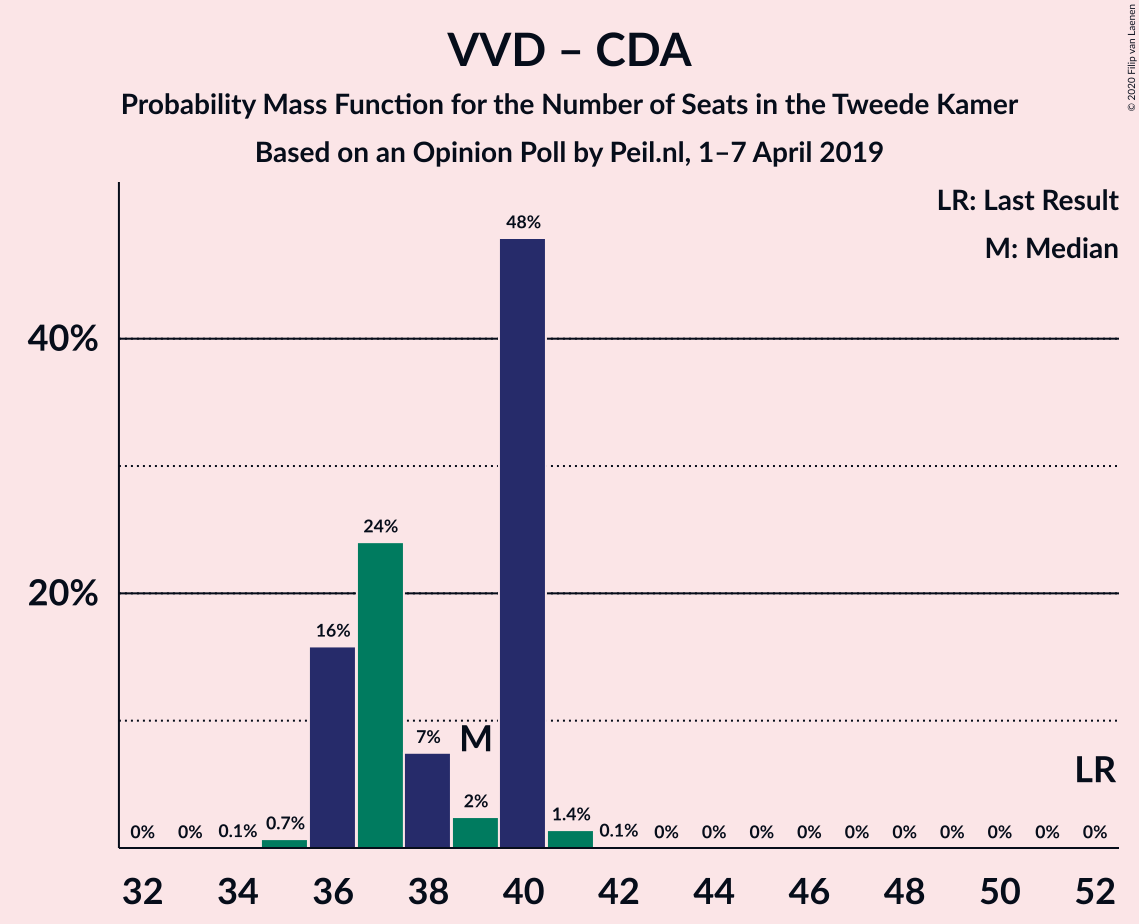 VVD – CDA
Probability Mass Function for the Number of Seats in the Tweede Kamer
Based on an Opinion Poll by Peil.nl, 1–7 April 2019
© 2020 Filip van Laenen
LR: Last Result
M: Median
40%
20%
0%
0%
0.1%
0.7%
16%
24%
7%
M
2%
48%
1.4%
0.1%
0%
0%
0%
0%
0%
0%
0%
0%
0%
LR
0%
32 34 36 38 40 42 44 46 48 50 52